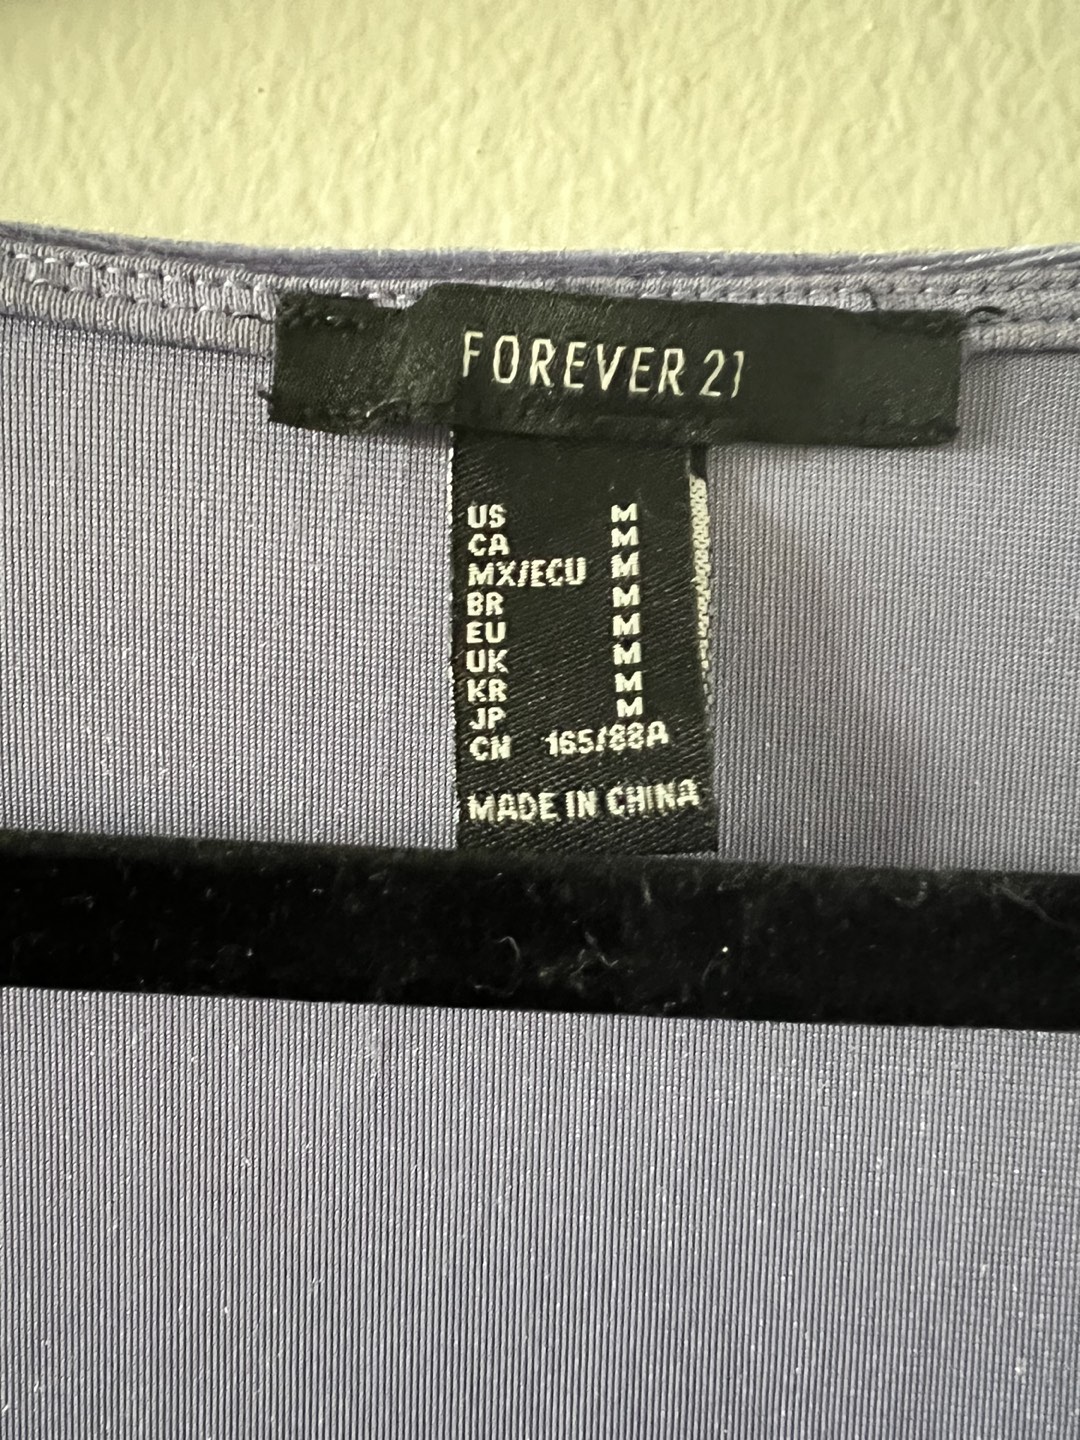 FOREVER 21
US M
CA M
MX/ECU M
BR M
EU M
UK M
KR M
JP M
CN 165/88A
MADE IN CHINA